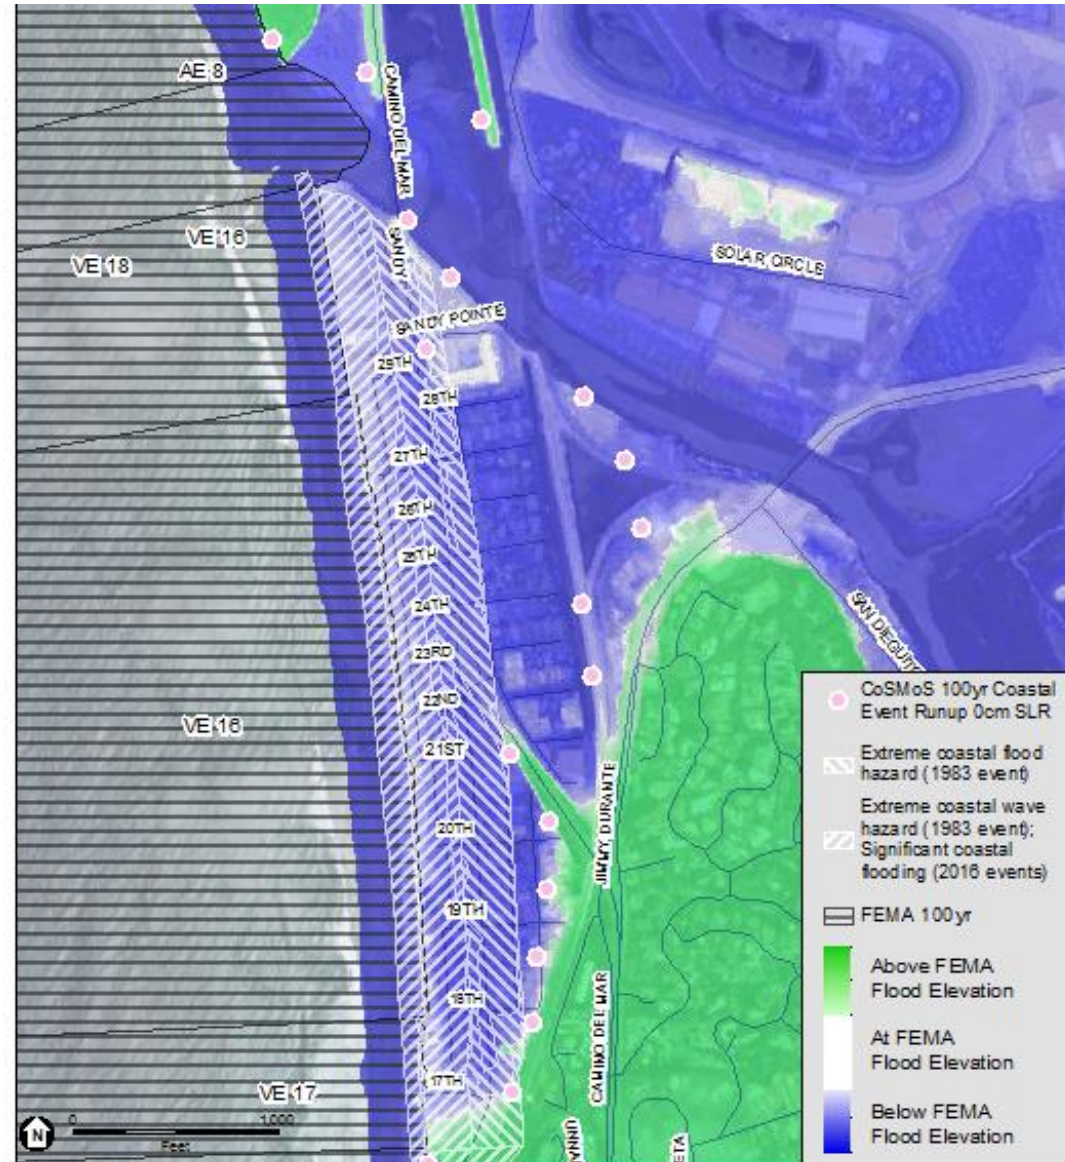 AE 8
CAMINO DEL MAR
VE 16
VE 18
SANDY
SOLAR CIRCLE
SANDY POINTE
29TH
28TH
27TH
26TH
25TH
24TH
23RD
22ND
21ST
VE 16
20TH
19TH
18TH
17TH
VE 17
JIMMY DURANTE
CAMINO DEL MAR
SAN DIEGUITO
CoSMoS 100yr Coastal
Event Runup 0cm SLR
Extreme coastal flood
hazard (1983 event)
Extreme coastal wave
hazard (1983 event);
Significant coastal
flooding (2016 events)
FEMA 100yr
Above FEMA
Flood Elevation
At FEMA
Flood Elevation
Below FEMA
Flood Elevation
N
0 1,000
Feet